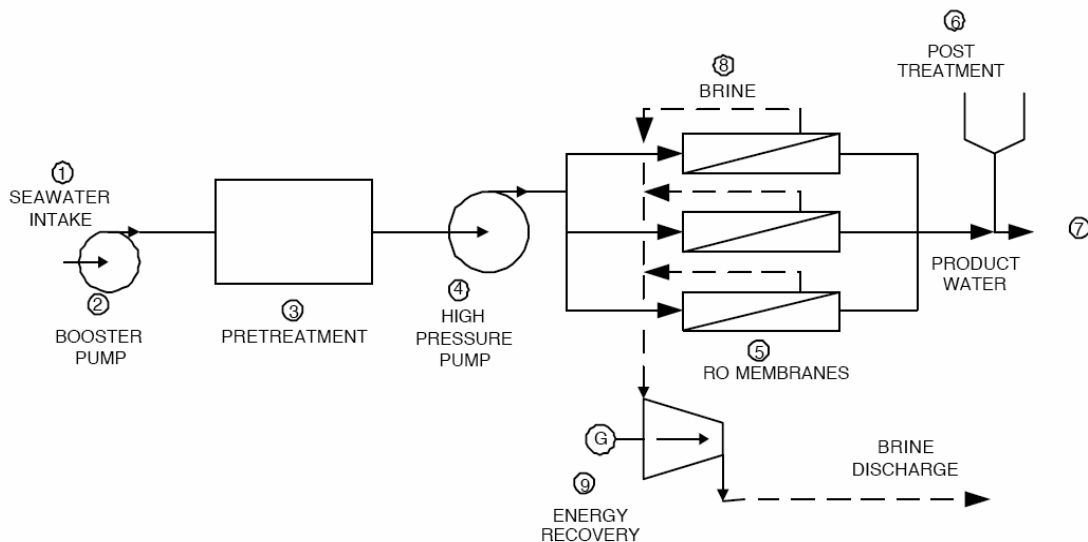 6
POST
TREATMENT
8
BRINE
1
SEAWATER
INTAKE
7
PRODUCT
WATER
2
BOOSTER
PUMP
3
PRETREATMENT
4
HIGH
PRESSURE
PUMP
5
RO MEMBRANES
G
BRINE
DISCHARGE
9
ENERGY
RECOVERY